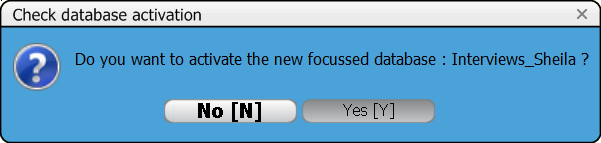 Check database activation
Do you want to activate the new focussed database : Interviews_Sheila ?
No [N] Yes [Y]